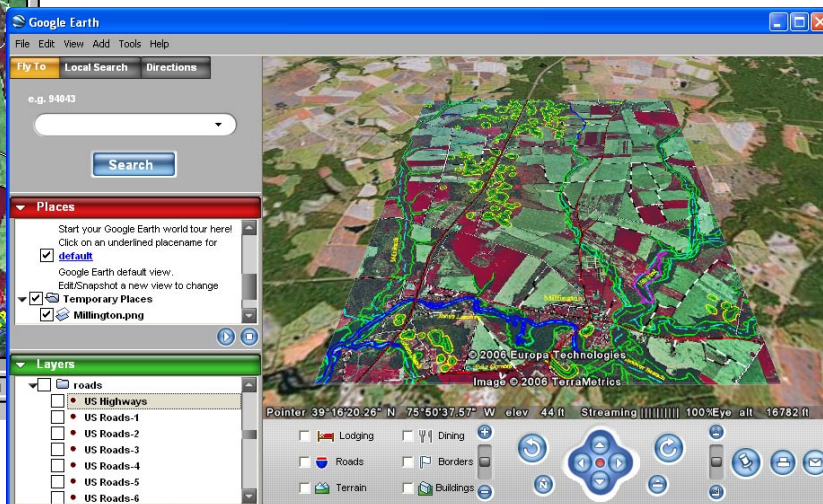 Google Earth
File Edit View Add Tools Help
Fly To Local Search Directions
e.g. 94043
Search
Places
Start your Google Earth world tour here!
Click on an underlined placename for
default
Google Earth default view.
Edit/Snapshot a new view to change
Temporary Places
Millington.png
Layers
roads
US Highways
US Roads-1
US Roads-2
US Roads-3
US Roads-4
US Roads-5
US Roads-6
Millington
© 2006 Europa Technologies
Image © 2006 TerraMetrics
Pointer 39°16'20.26" N 75°50'37.57" W elev 44 ft Streaming |||||||||| 100% Eye alt 16782 ft
Lodging Dining
Roads Borders
Terrain Buildings
N